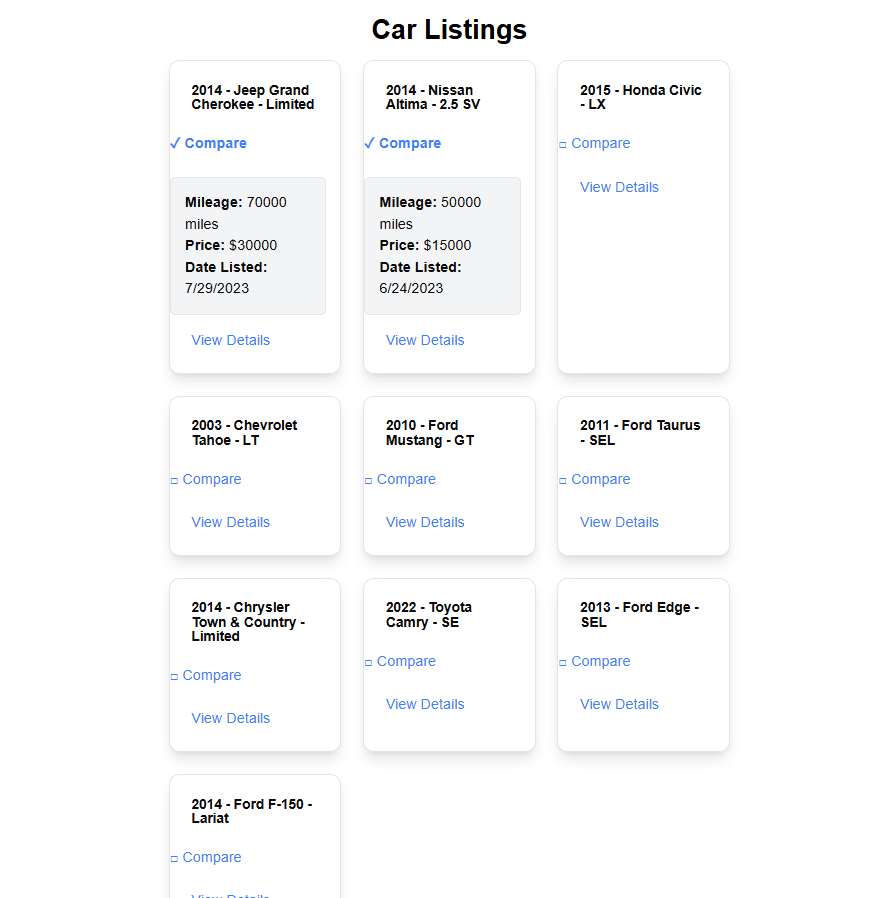 Car Listings
2014 - Jeep Grand
Cherokee - Limited
✓ Compare
Mileage: 70000
miles
Price: $30000
Date Listed:
7/29/2023
View Details
2014 - Nissan
Altima - 2.5 SV
✓ Compare
Mileage: 50000
miles
Price: $15000
Date Listed:
6/24/2023
View Details
2015 - Honda Civic
- LX
□ Compare
View Details
2003 - Chevrolet
Tahoe - LT
□ Compare
View Details
2010 - Ford
Mustang - GT
□ Compare
View Details
2011 - Ford Taurus
- SEL
□ Compare
View Details
2014 - Chrysler
Town & Country -
Limited
□ Compare
View Details
2022 - Toyota
Camry - SE
□ Compare
View Details
2013 - Ford Edge -
SEL
□ Compare
View Details
2014 - Ford F-150 -
Lariat
□ Compare
View Details